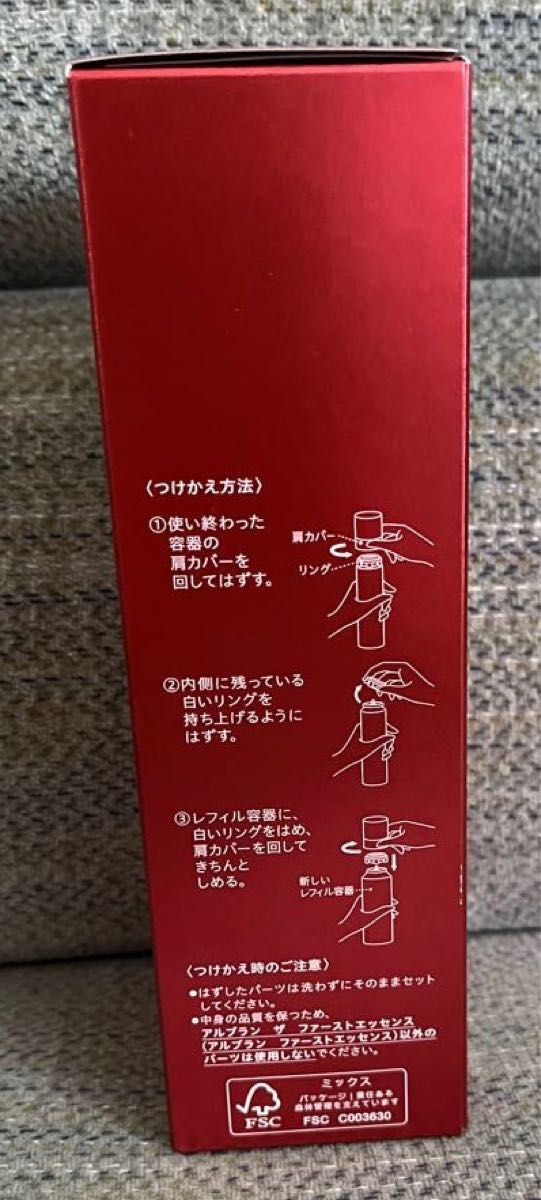 〈つけかえ方法〉
①使い終わった
容器の
肩カバーを
回してはずす。
肩カバー
リング
②内側に残っている
白いリングを
持ち上げるように
はずす。
③レフィル容器に、
白いリングをはめ、
肩カバーを回して
きちんと
しめる。
新しい
レフィル容器
〈つけかえ時のご注意〉
●はずしたパーツは洗わずにそのままセット
してください。
●中身の品質を保つため、
アルブラン ザ ファーストエッセンス
(アルブラン ファーストエッセンス)以外の
パーツは使用しないでください。
FSC
ミックス
パッケージ|責任ある
森林管理を支えています
FSC C003630